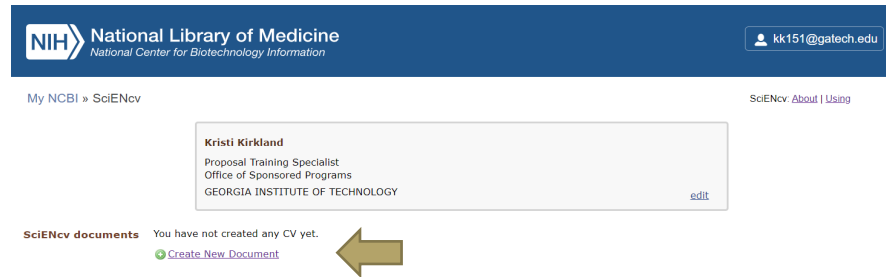 NIH National Library of Medicine
National Center for Biotechnology Information
kk151@gatech.edu
My NCBI » SciENcv
SciENcv: About | Using
Kristi Kirkland
Proposal Training Specialist
Office of Sponsored Programs
GEORGIA INSTITUTE OF TECHNOLOGY
edit
SciENcv documents You have not created any CV yet.
Create New Document